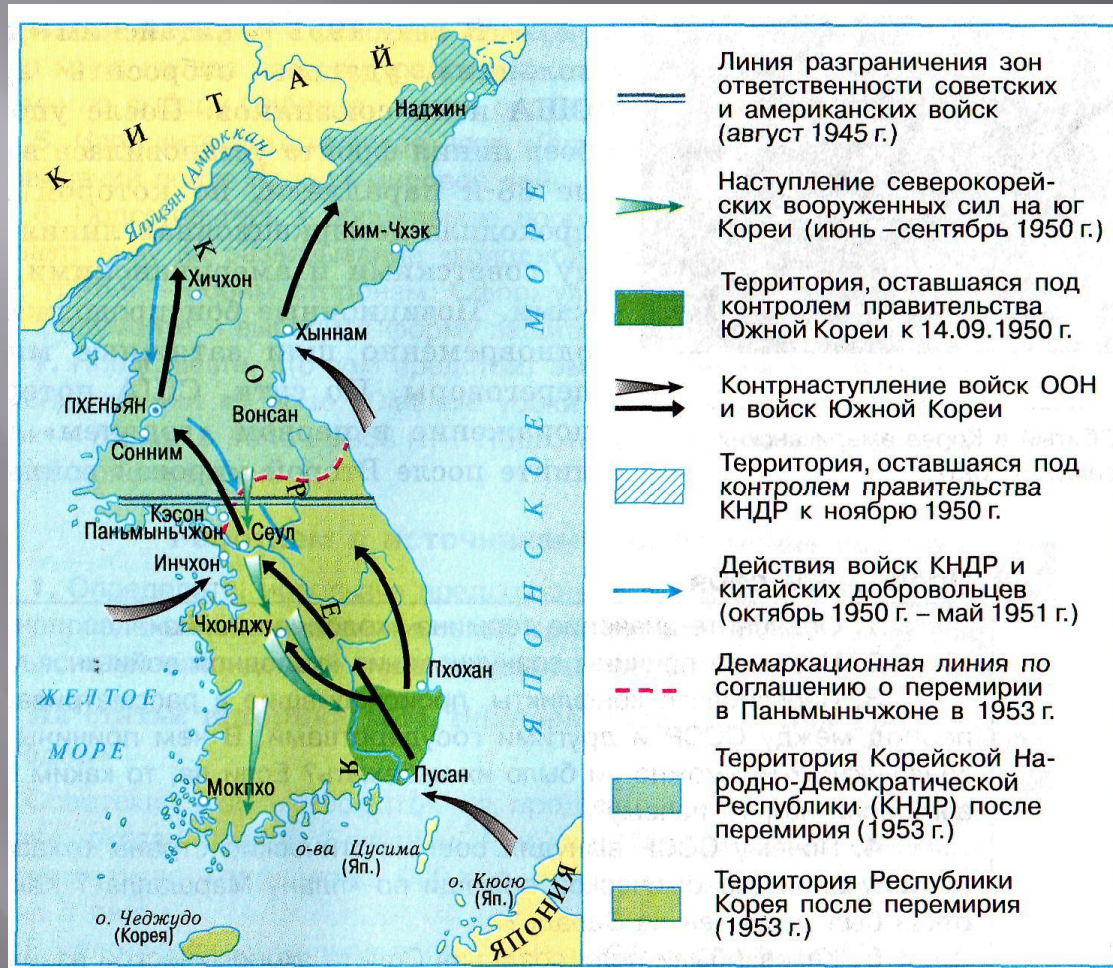 КИТАЙ
Наджин
Ялуцзян (Амноккан)
Ким-Чхэк
Хичхон
Хыннам
КОРЕЯ
ПХЕНЬЯН
Вонсан
Сонним
Кэсон
Паньмыньчжон
Сеул
Инчхон
Чхонджу
Пхохан
ЖЕЛТОЕ
МОРЕ
ЯПОНСКОЕ МОРЕ
Мокпхо
Пусан
о-ва Цусима
(Яп.)
о. Кюсю
(Яп.)
о. Чеджудо
(Корея)
ЯПОНИЯ
Линия разграничения зон
ответственности советских
и американских войск
(август 1945 г.)
Наступление северокорей-
ских вооруженных сил на юг
Кореи (июнь –сентябрь 1950 г.)
Территория, оставшаяся под
контролем правительства
Южной Кореи к 14.09.1950 г.
Контрнаступление войск ООН
и войск Южной Кореи
Территория, оставшаяся под
контролем правительства
КНДР к ноябрю 1950 г.
Действия войск КНДР и
китайских добровольцев
(октябрь 1950 г. - май 1951 г.)
Демаркационная линия по
соглашению о перемирии
в Паньмыньчжоне в 1953 г.
Территория Корейской На-
родно-Демократической
Республики (КНДР) после
перемирия (1953 г.)
Территория Республики
Корея после перемирия
(1953 г.)